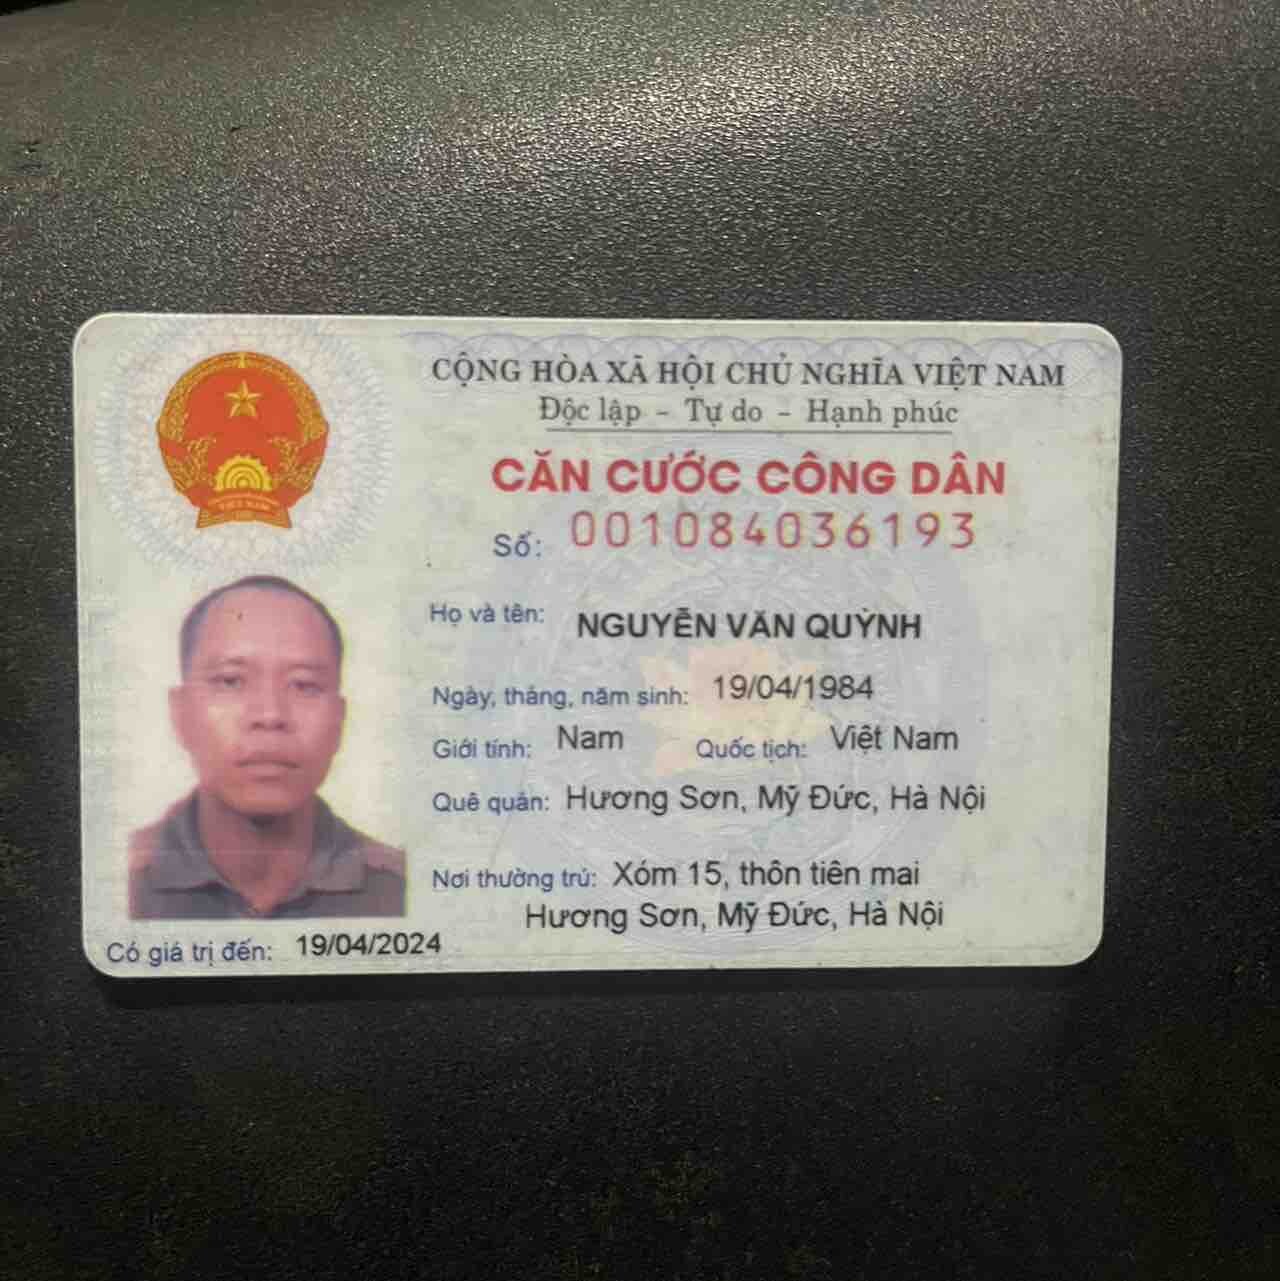 CỘNG HÒA XÃ HỘI CHỦ NGHĨA VIỆT NAM
Độc lập - Tự do - Hạnh phúc
CĂN CƯỚC CÔNG DÂN
Số: 001084036193
Họ và tên: NGUYỄN VĂN QUỲNH
Ngày, tháng, năm sinh: 19/04/1984
Giới tính: Nam Quốc tịch: Việt Nam
Quê quán: Hương Sơn, Mỹ Đức, Hà Nội
Nơi thường trú: Xóm 15, thôn tiên mai
Hương Sơn, Mỹ Đức, Hà Nội
Có giá trị đến: 19/04/2024
VIỆT NAM